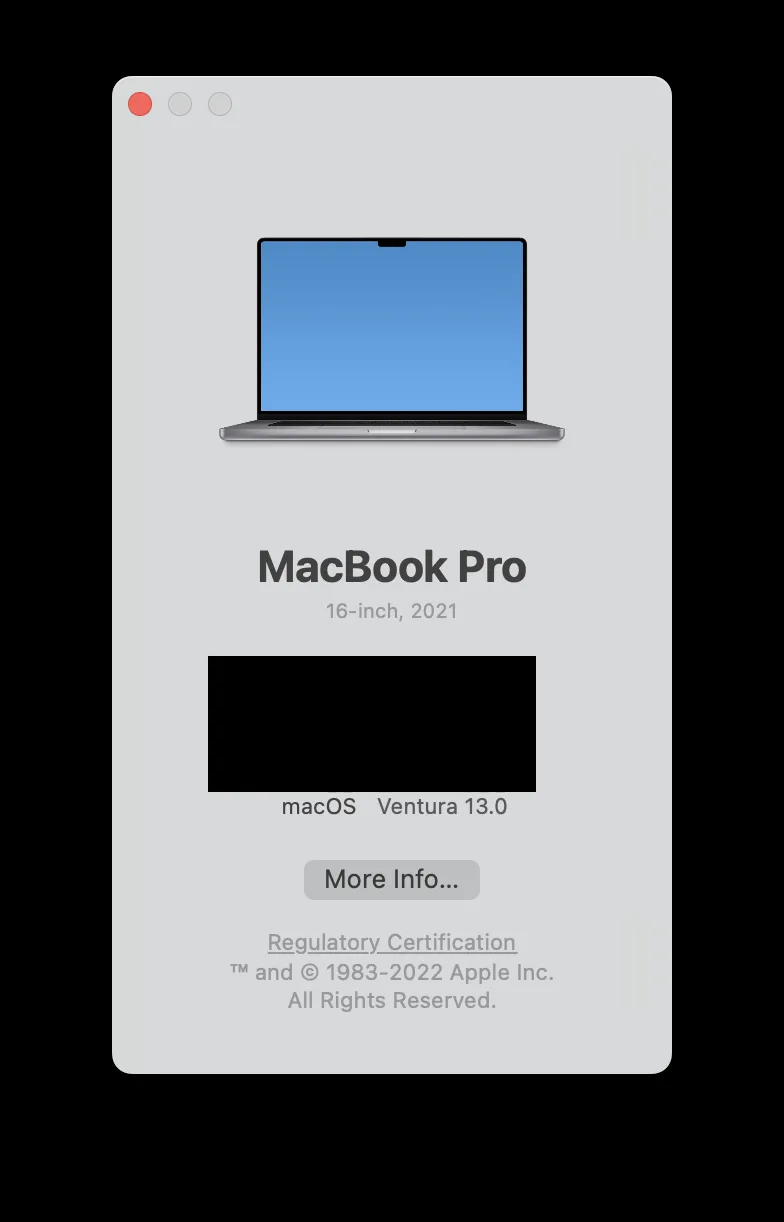 MacBook Pro
16-inch, 2021
macOS Ventura 13.0
More Info...
Regulatory Certification
™ and © 1983-2022 Apple Inc.
All Rights Reserved.